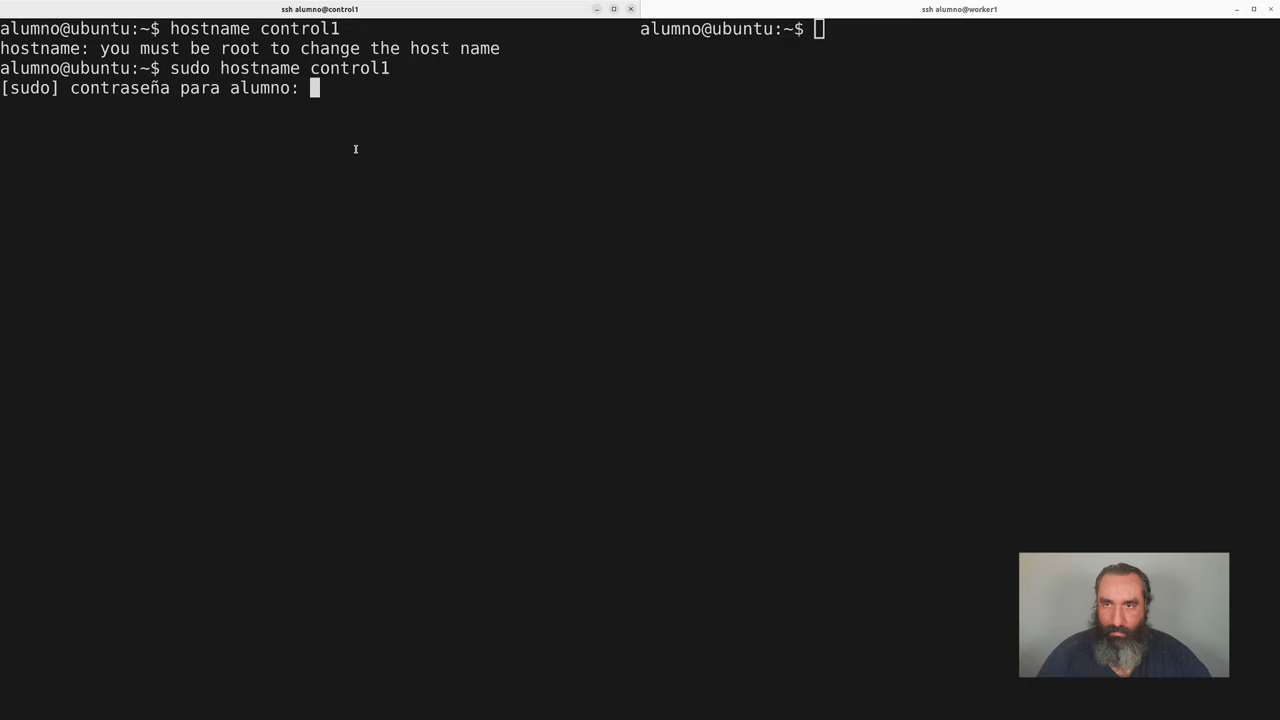 ssh alumno@control1
alumno@ubuntu:~$ hostname control1
hostname: you must be root to change the host name
alumno@ubuntu:~$ sudo hostname control1
[sudo] contraseña para alumno:
ssh alumno@worker1
alumno@ubuntu:~$